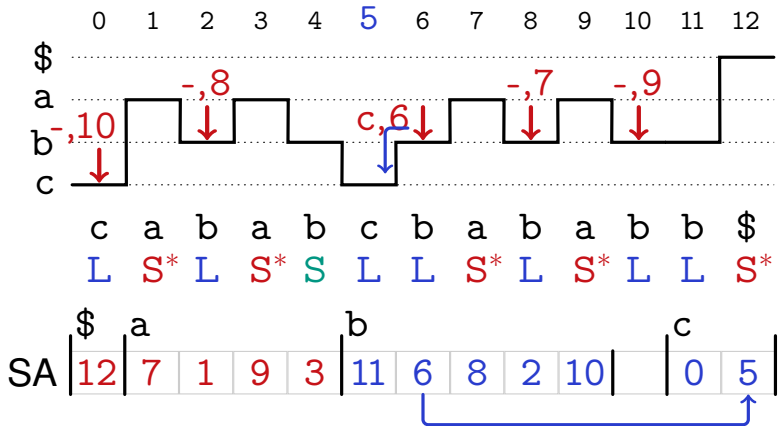 0 1 2 3 4 5 6 7 8 9 10 11 12
$
a
-,8
-,7
-,9
b
-,10
c,6
c
c a b a b c b a b a b b $
L S* L S* S L L S* L S* L L S*
$ a b c
SA 12 7 1 9 3 11 6 8 2 10 0 5